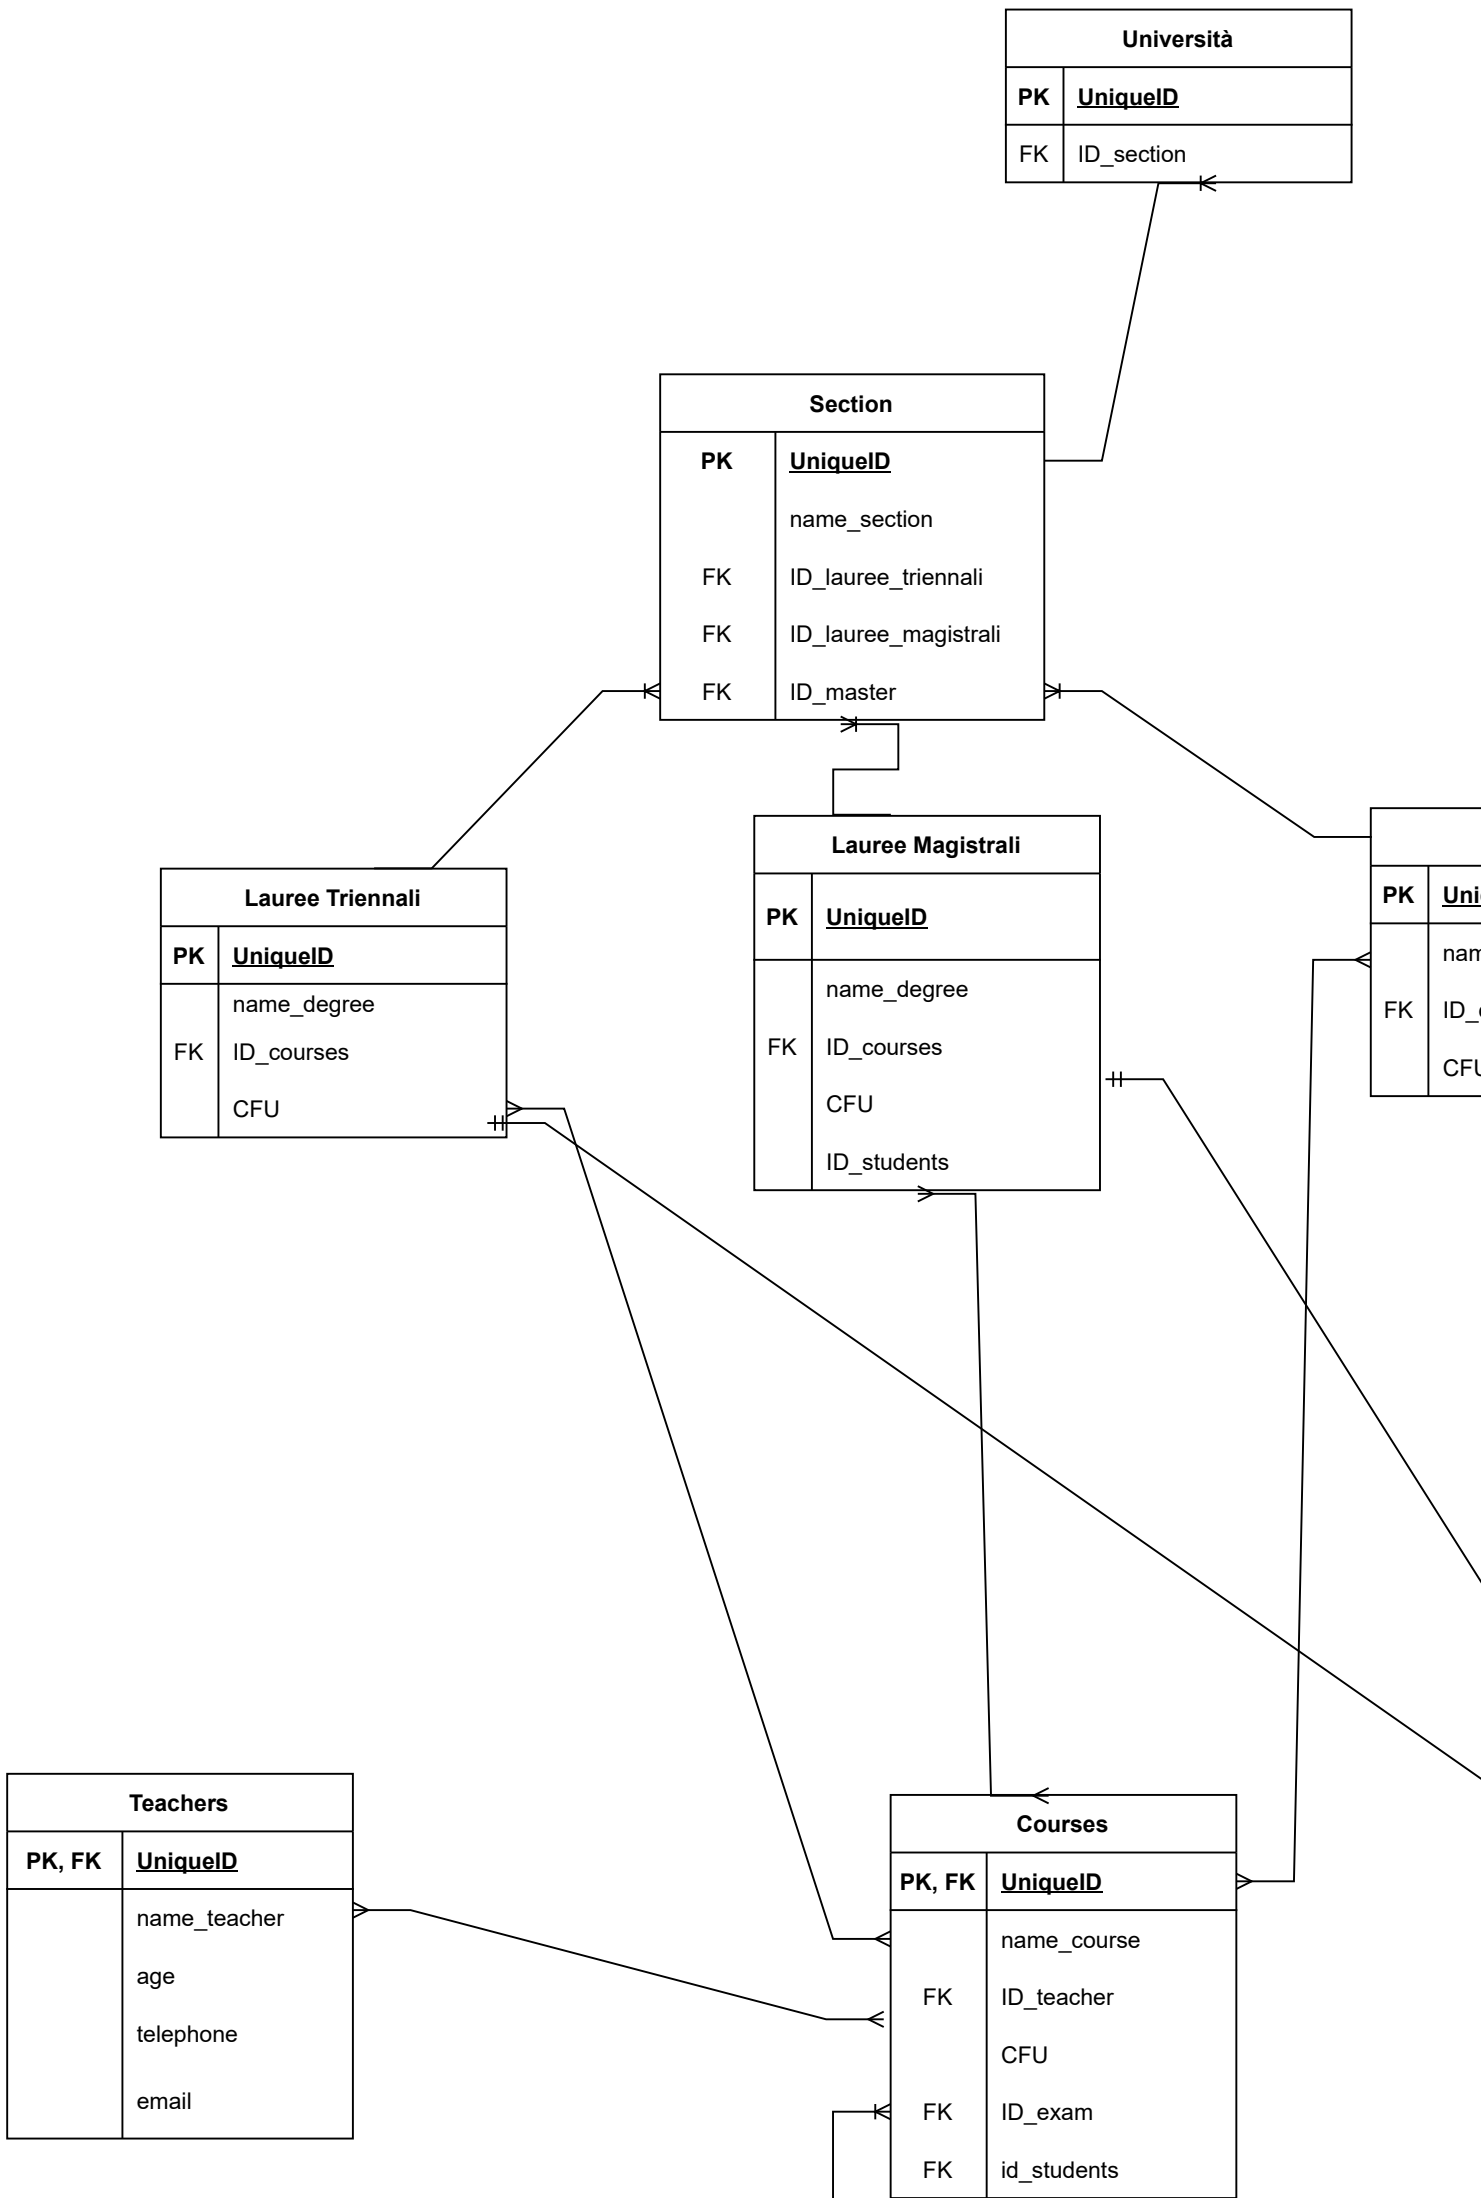 Università
PK UniqueID
FK ID_section
Section
PK UniqueID
name_section
FK ID_lauree_triennali
FK ID_lauree_magistrali
FK ID_master
Lauree Triennali
PK UniqueID
name_degree
FK ID_courses
CFU
Lauree Magistrali
PK UniqueID
name_degree
FK ID_courses
CFU
ID_students
PK
FK
Teachers
PK, FK UniqueID
name_teacher
age
telephone
email
Courses
PK, FK UniqueID
name_course
FK ID_teacher
CFU
FK ID_exam
FK id_students